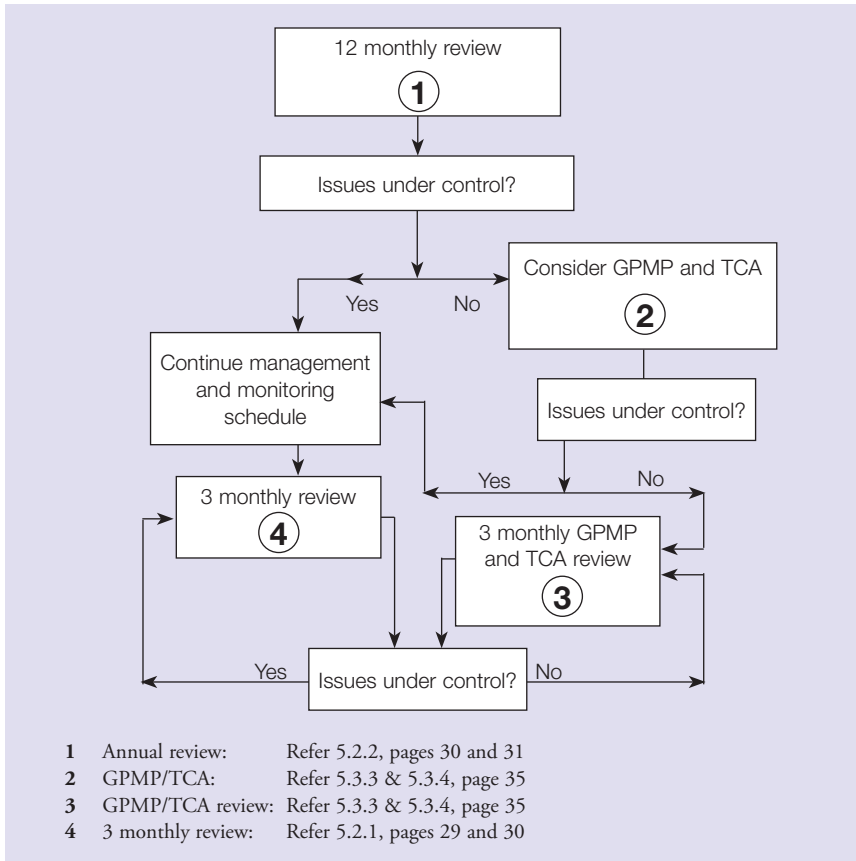 12 monthly review
1
Issues under control?
Consider GPMP and TCA
2
Yes No
Continue management
and monitoring
schedule
Issues under control?
Yes No
3 monthly review
4
3 monthly GPMP
and TCA review
3
Yes Issues under control? No
1 Annual review: Refer 5.2.2, pages 30 and 31
2 GPMP/TCA: Refer 5.3.3 & 5.3.4, page 35
3 GPMP/TCA review: Refer 5.3.3 & 5.3.4, page 35
4 3 monthly review: Refer 5.2.1, pages 29 and 30